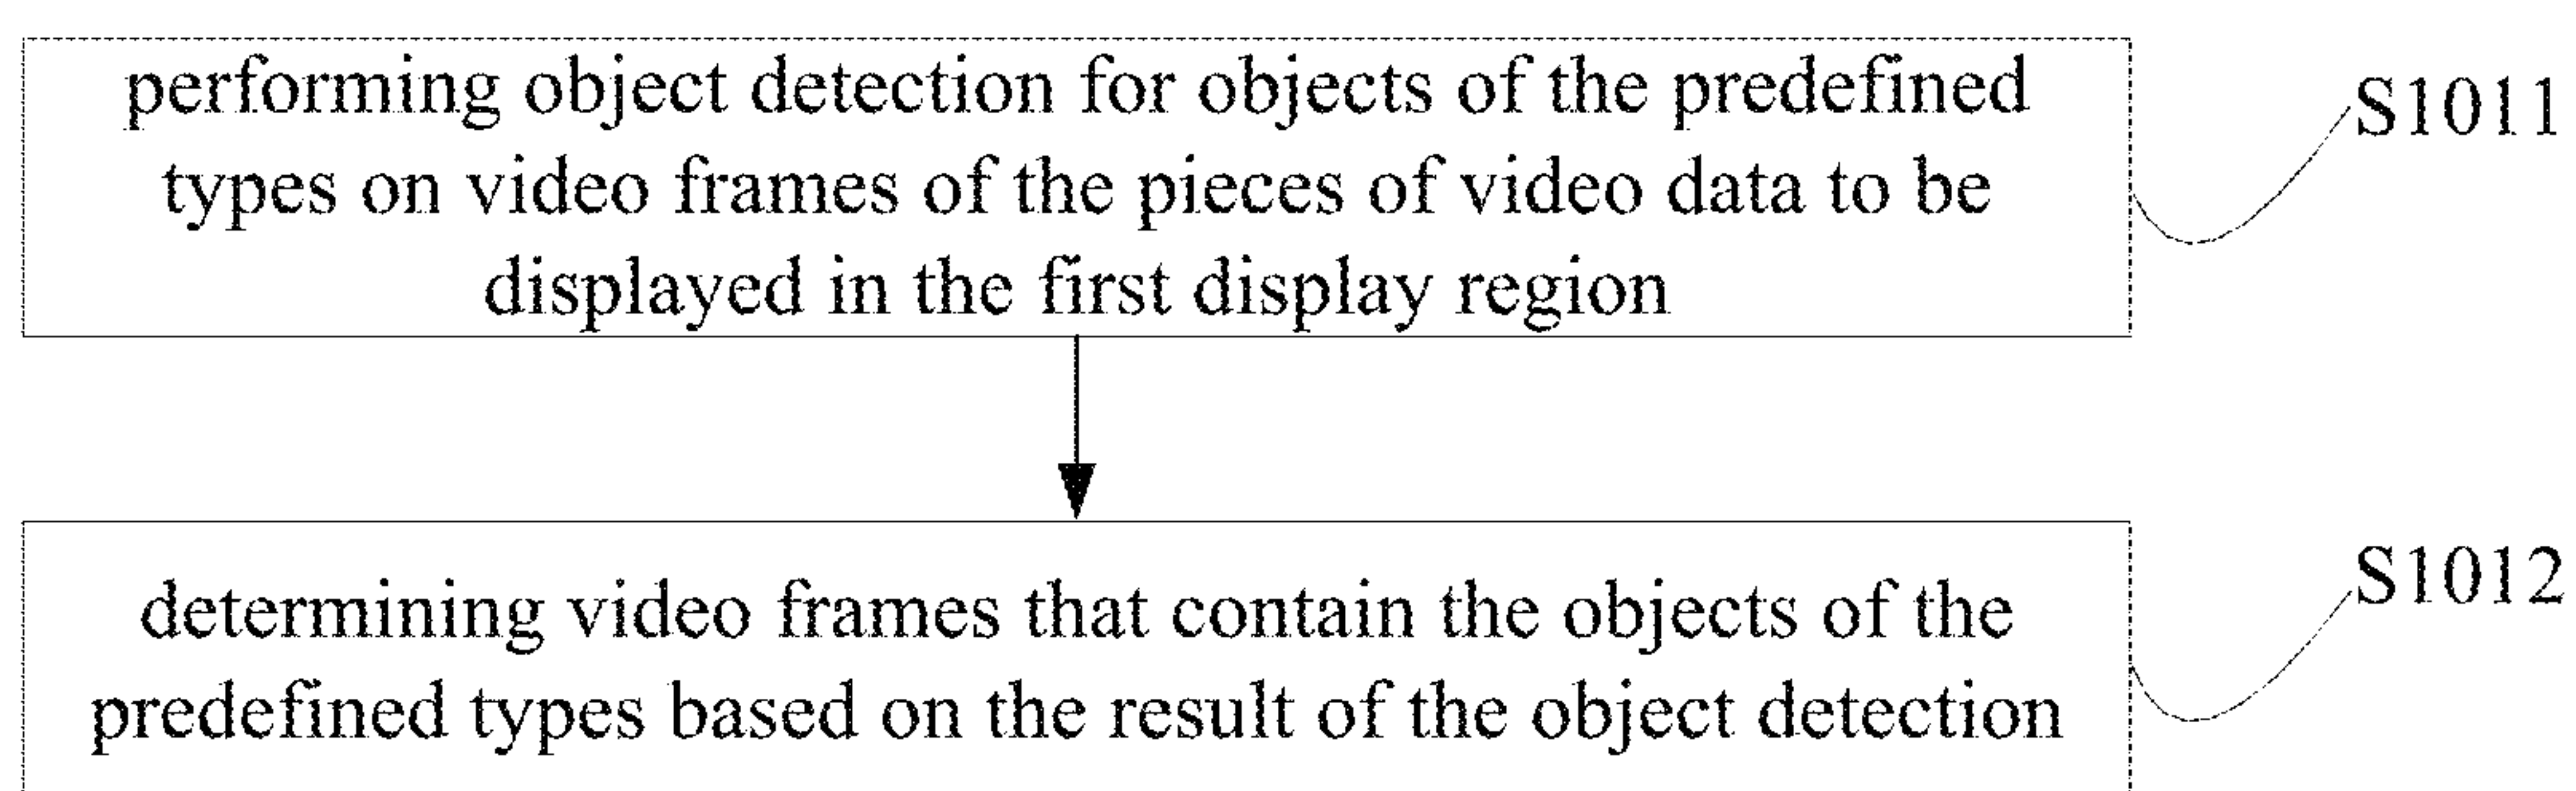 performing object detection for objects of the predefined
types on video frames of the pieces of video data to be
displayed in the first display region
S1011
determining video frames that contain the objects of the
predefined types based on the result of the object detection
S1012